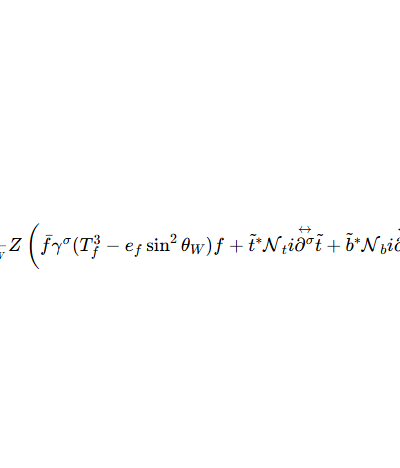 Z ( f̄γ^σ(T_f^3 − e_f sin^2 θ_W)f + t̃*𝒩_t i∂↔^σ t̃ + b̃*𝒩_b i